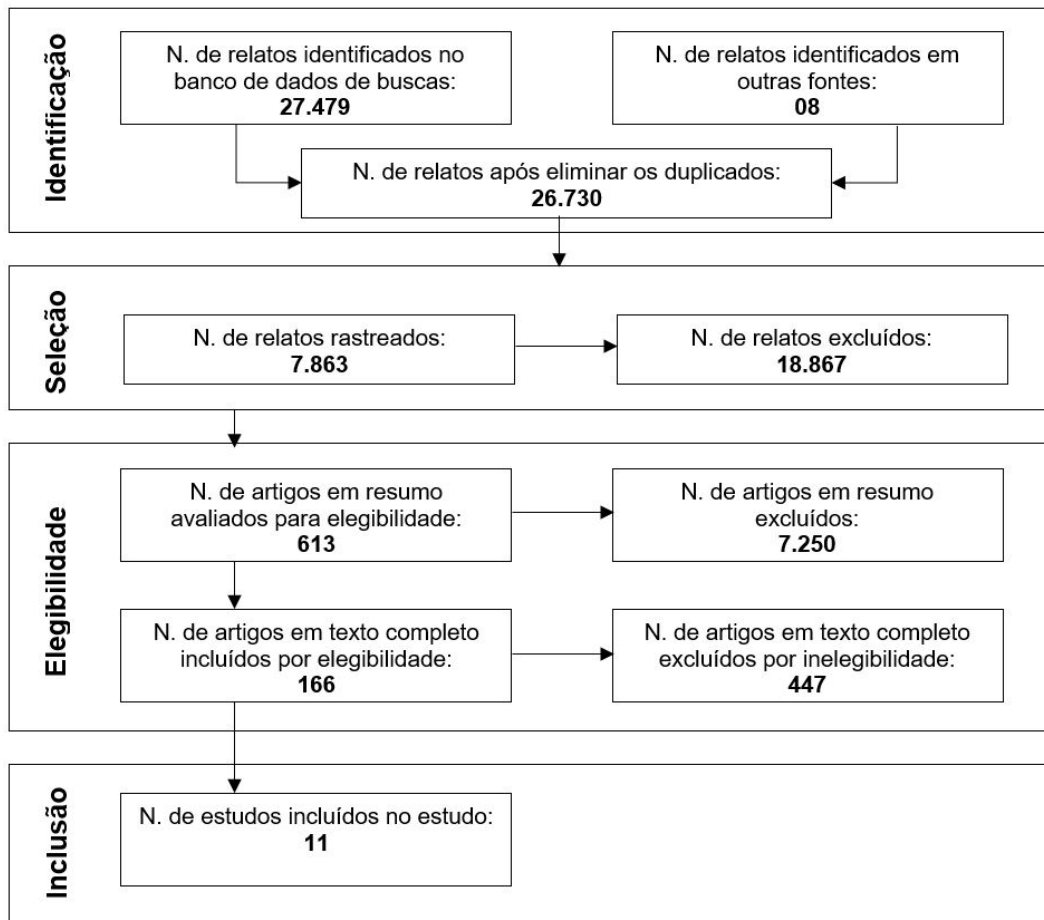 Identificação
N. de relatos identificados no
banco de dados de buscas:
27.479
N. de relatos identificados em
outras fontes:
08
N. de relatos após eliminar os duplicados:
26.730
Seleção
N. de relatos rastreados:
7.863
N. de relatos excluídos:
18.867
Elegibilidade
N. de artigos em resumo
avaliados para elegibilidade:
613
N. de artigos em resumo
excluídos:
7.250
N. de artigos em texto completo
incluídos por elegibilidade:
166
N. de artigos em texto completo
excluídos por inelegibilidade:
447
Inclusão
N. de estudos incluídos no estudo:
11